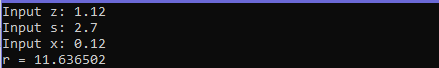 Input z: 1.12
Input s: 2.7
Input x: 0.12
r = 11.636502